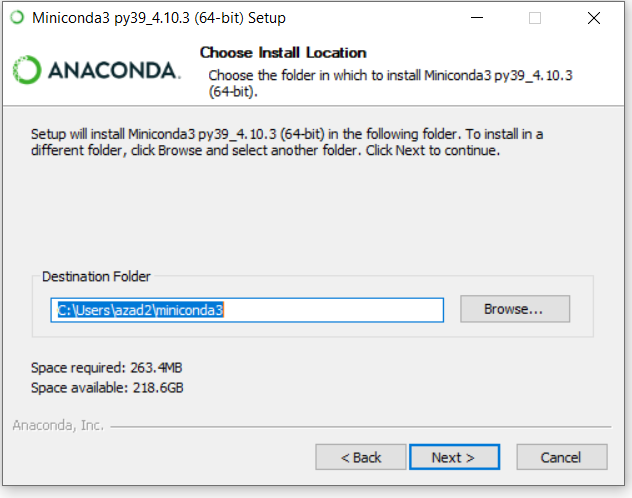 Miniconda3 py39_4.10.3 (64-bit) Setup
ANACONDA.
Choose Install Location
Choose the folder in which to install Miniconda3 py39_4.10.3
(64-bit).
Setup will install Miniconda3 py39_4.10.3 (64-bit) in the following folder. To install in a
different folder, click Browse and select another folder. Click Next to continue.
Destination Folder
C:\Users\azad2\miniconda3
Browse...
Space required: 263.4MB
Space available: 218.6GB
Anaconda, Inc.
< Back
Next >
Cancel